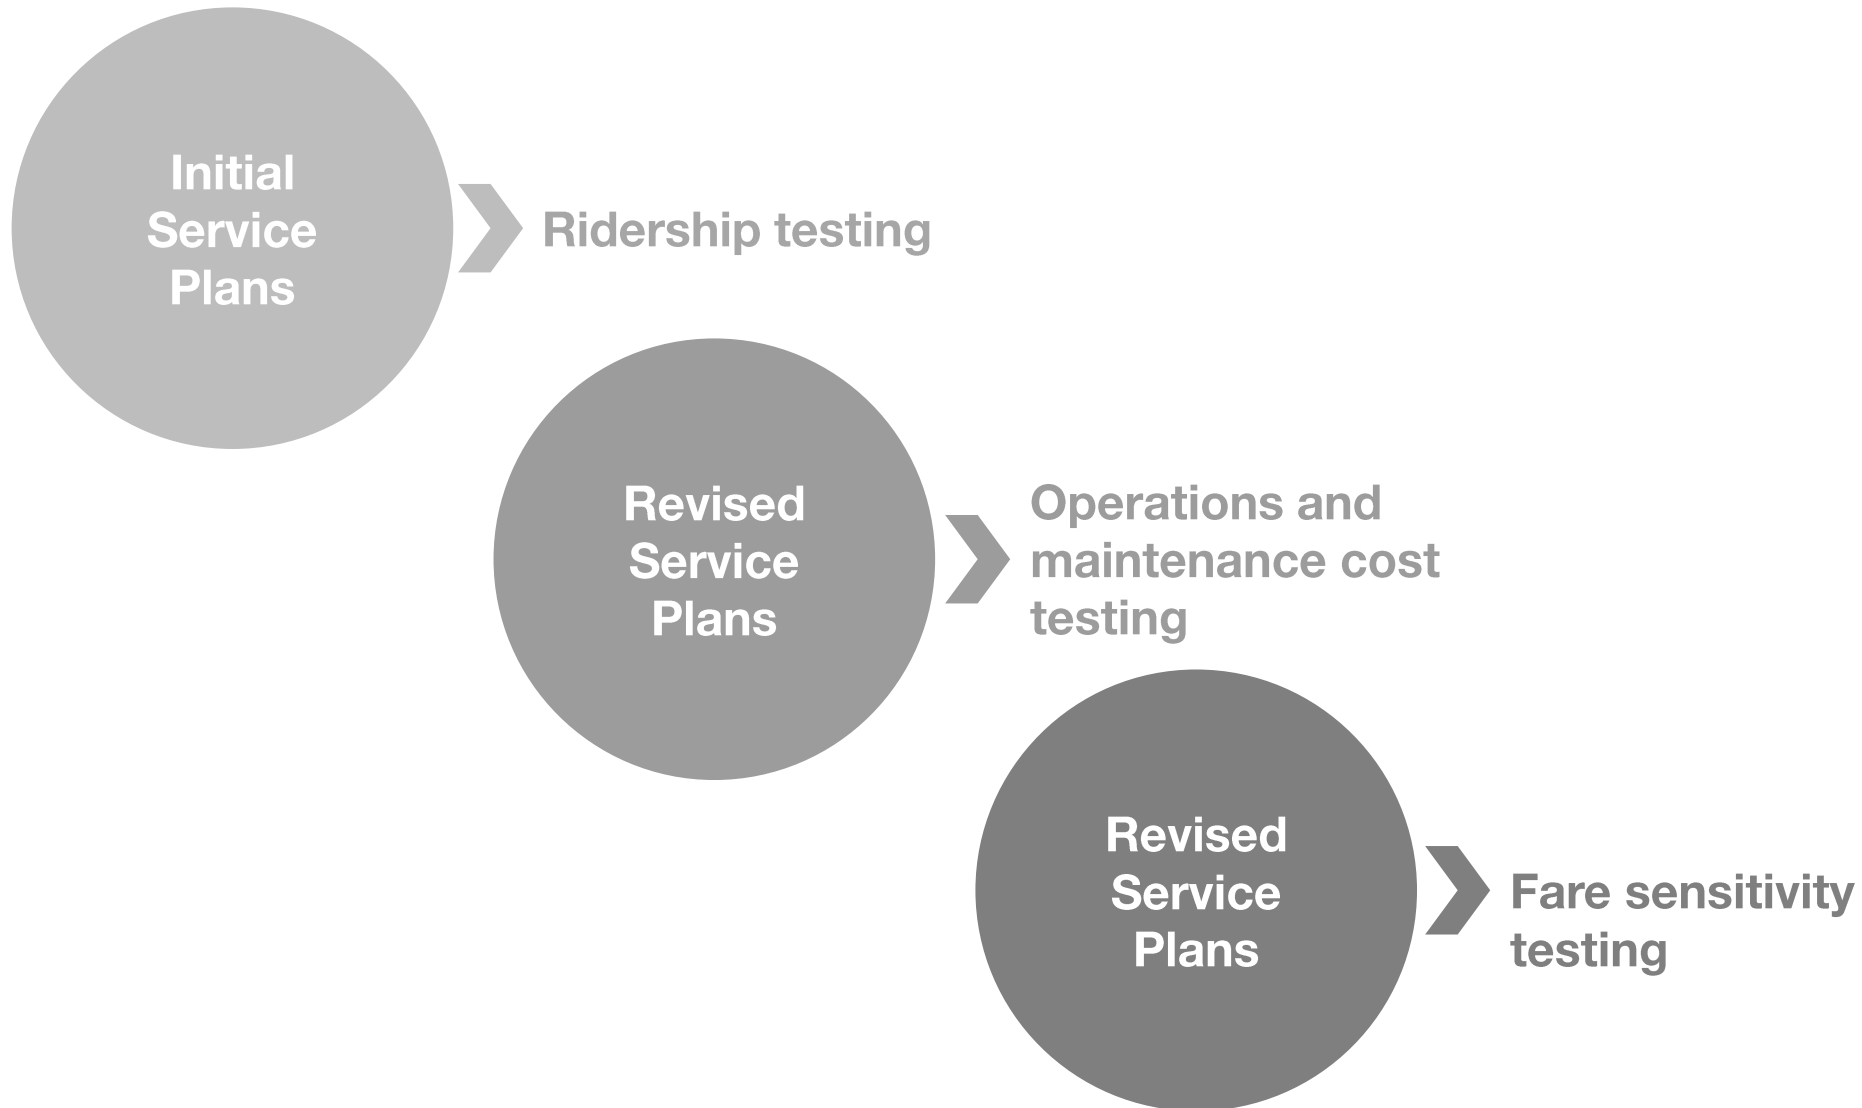 Initial
Service
Plans
Ridership testing
Revised
Service
Plans
Operations and
maintenance cost
testing
Revised
Service
Plans
Fare sensitivity
testing